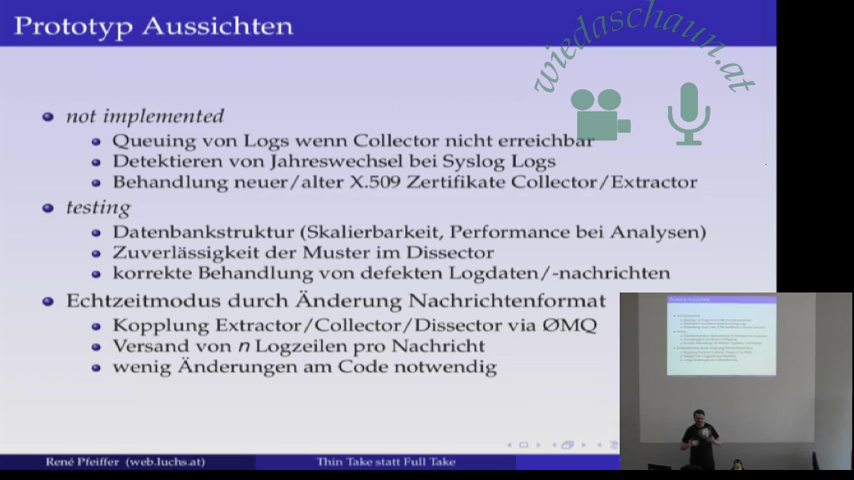 Prototyp Aussichten
wiedaschaun.at
not implemented
Queuing von Logs wenn Collector nicht erreichbar
Detektieren von Jahreswechsel bei Syslog Logs
Behandlung neuer/alter X.509 Zertifikate Collector/Extractor
testing
Datenbankstruktur (Skalierbarkeit, Performance bei Analysen)
Zuverlässigkeit der Muster im Dissector
korrekte Behandlung von defekten Logdaten/-nachrichten
Echtzeitmodus durch Änderung Nachrichtenformat
Kopplung Extractor/Collector/Dissector via ØMQ
Versand von n Logzeilen pro Nachricht
wenig Änderungen am Code notwendig
René Pfeiffer (web.luchs.at)
Thin Take statt Full Take